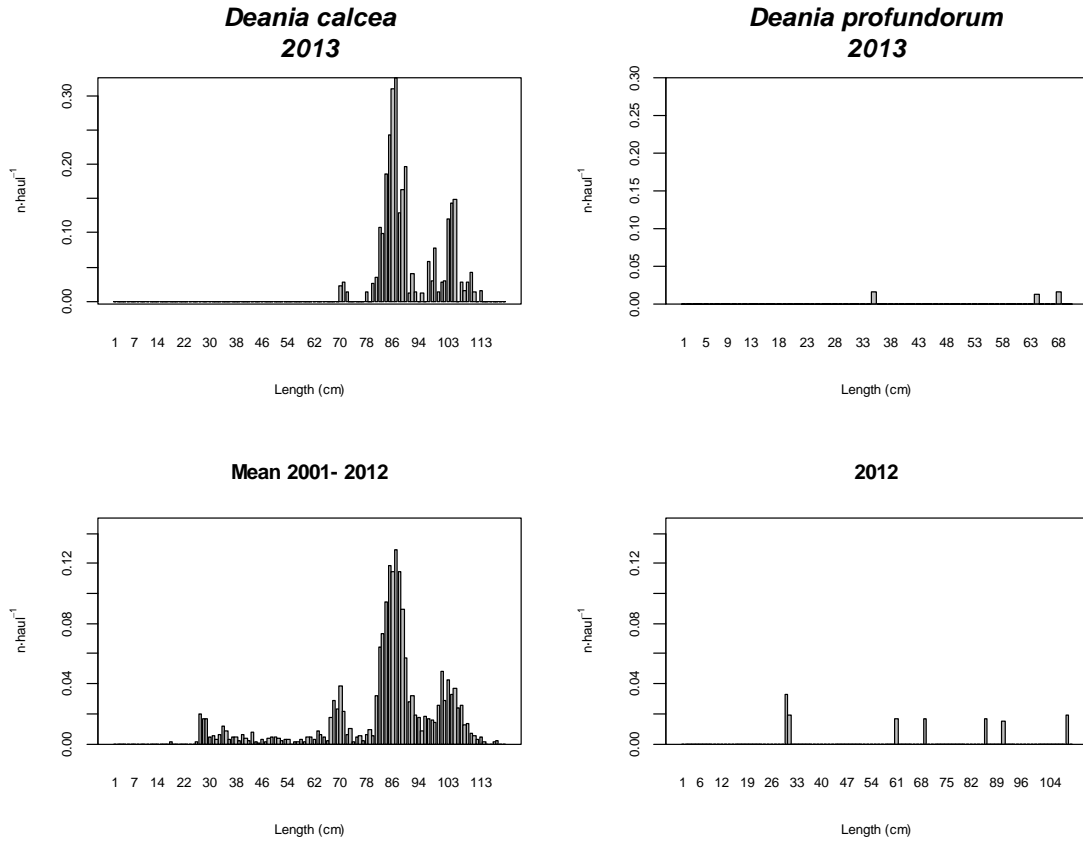 Deania calcea
2013
n·haul⁻¹
0.00 0.10 0.20 0.30
1 7 14 22 30 38 46 54 62 70 78 86 94 103 113
Length (cm)
Deania profundorum
2013
n·haul⁻¹
0.00 0.05 0.10 0.15 0.20 0.25 0.30
1 5 9 13 18 23 28 33 38 43 48 53 58 63 68
Length (cm)
Mean 2001- 2012
n·haul⁻¹
0.00 0.04 0.08 0.12
1 7 14 22 30 38 46 54 62 70 78 86 94 103 113
Length (cm)
2012
n·haul⁻¹
0.00 0.04 0.08 0.12
1 6 12 19 26 33 40 47 54 61 68 75 82 89 96 104
Length (cm)